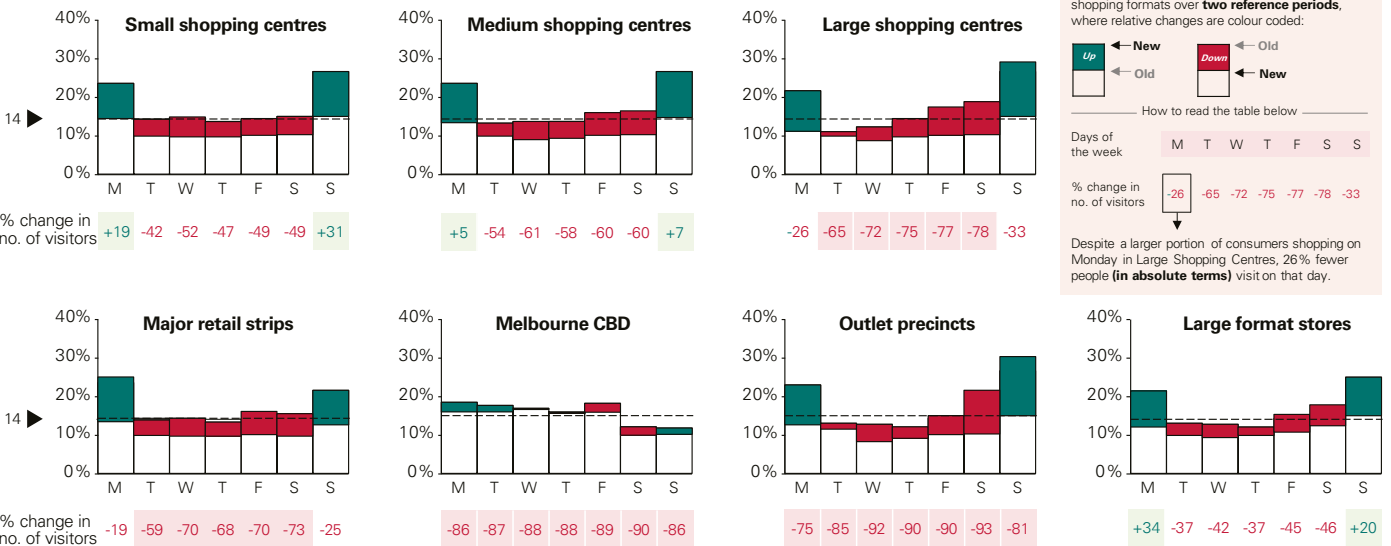 Small shopping centres
40%
30%
20%
14
10%
0%
M T W T F S S
% change in
no. of visitors
+19 -42 -52 -47 -49 -49 +31
Medium shopping centres
40%
30%
20%
10%
0%
M T W T F S S
+5 -54 -61 -58 -60 -60 +7
Large shopping centres
40%
30%
20%
10%
0%
M T W T F S S
-26 -65 -72 -75 -77 -78 -33
shopping formats over two reference periods,
where relative changes are colour coded:
Up New Old
Down Old New
How to read the table below
Days of
the week
M T W T F S S
% change in
no. of visitors
-26 -65 -72 -75 -77 -78 -33
Despite a larger portion of consumers shopping on
Monday in Large Shopping Centres, 26% fewer
people (in absolute terms) visit on that day.
Major retail strips
40%
30%
20%
14
10%
0%
M T W T F S S
% change in
no. of visitors
-19 -59 -70 -68 -70 -73 -25
Melbourne CBD
40%
30%
20%
10%
0%
M T W T F S S
-86 -87 -88 -88 -89 -90 -86
Outlet precincts
40%
30%
20%
10%
0%
M T W T F S S
-75 -85 -92 -90 -90 -93 -81
Large format stores
40%
30%
20%
10%
0%
M T W T F S S
+34 -37 -42 -37 -45 -46 +20